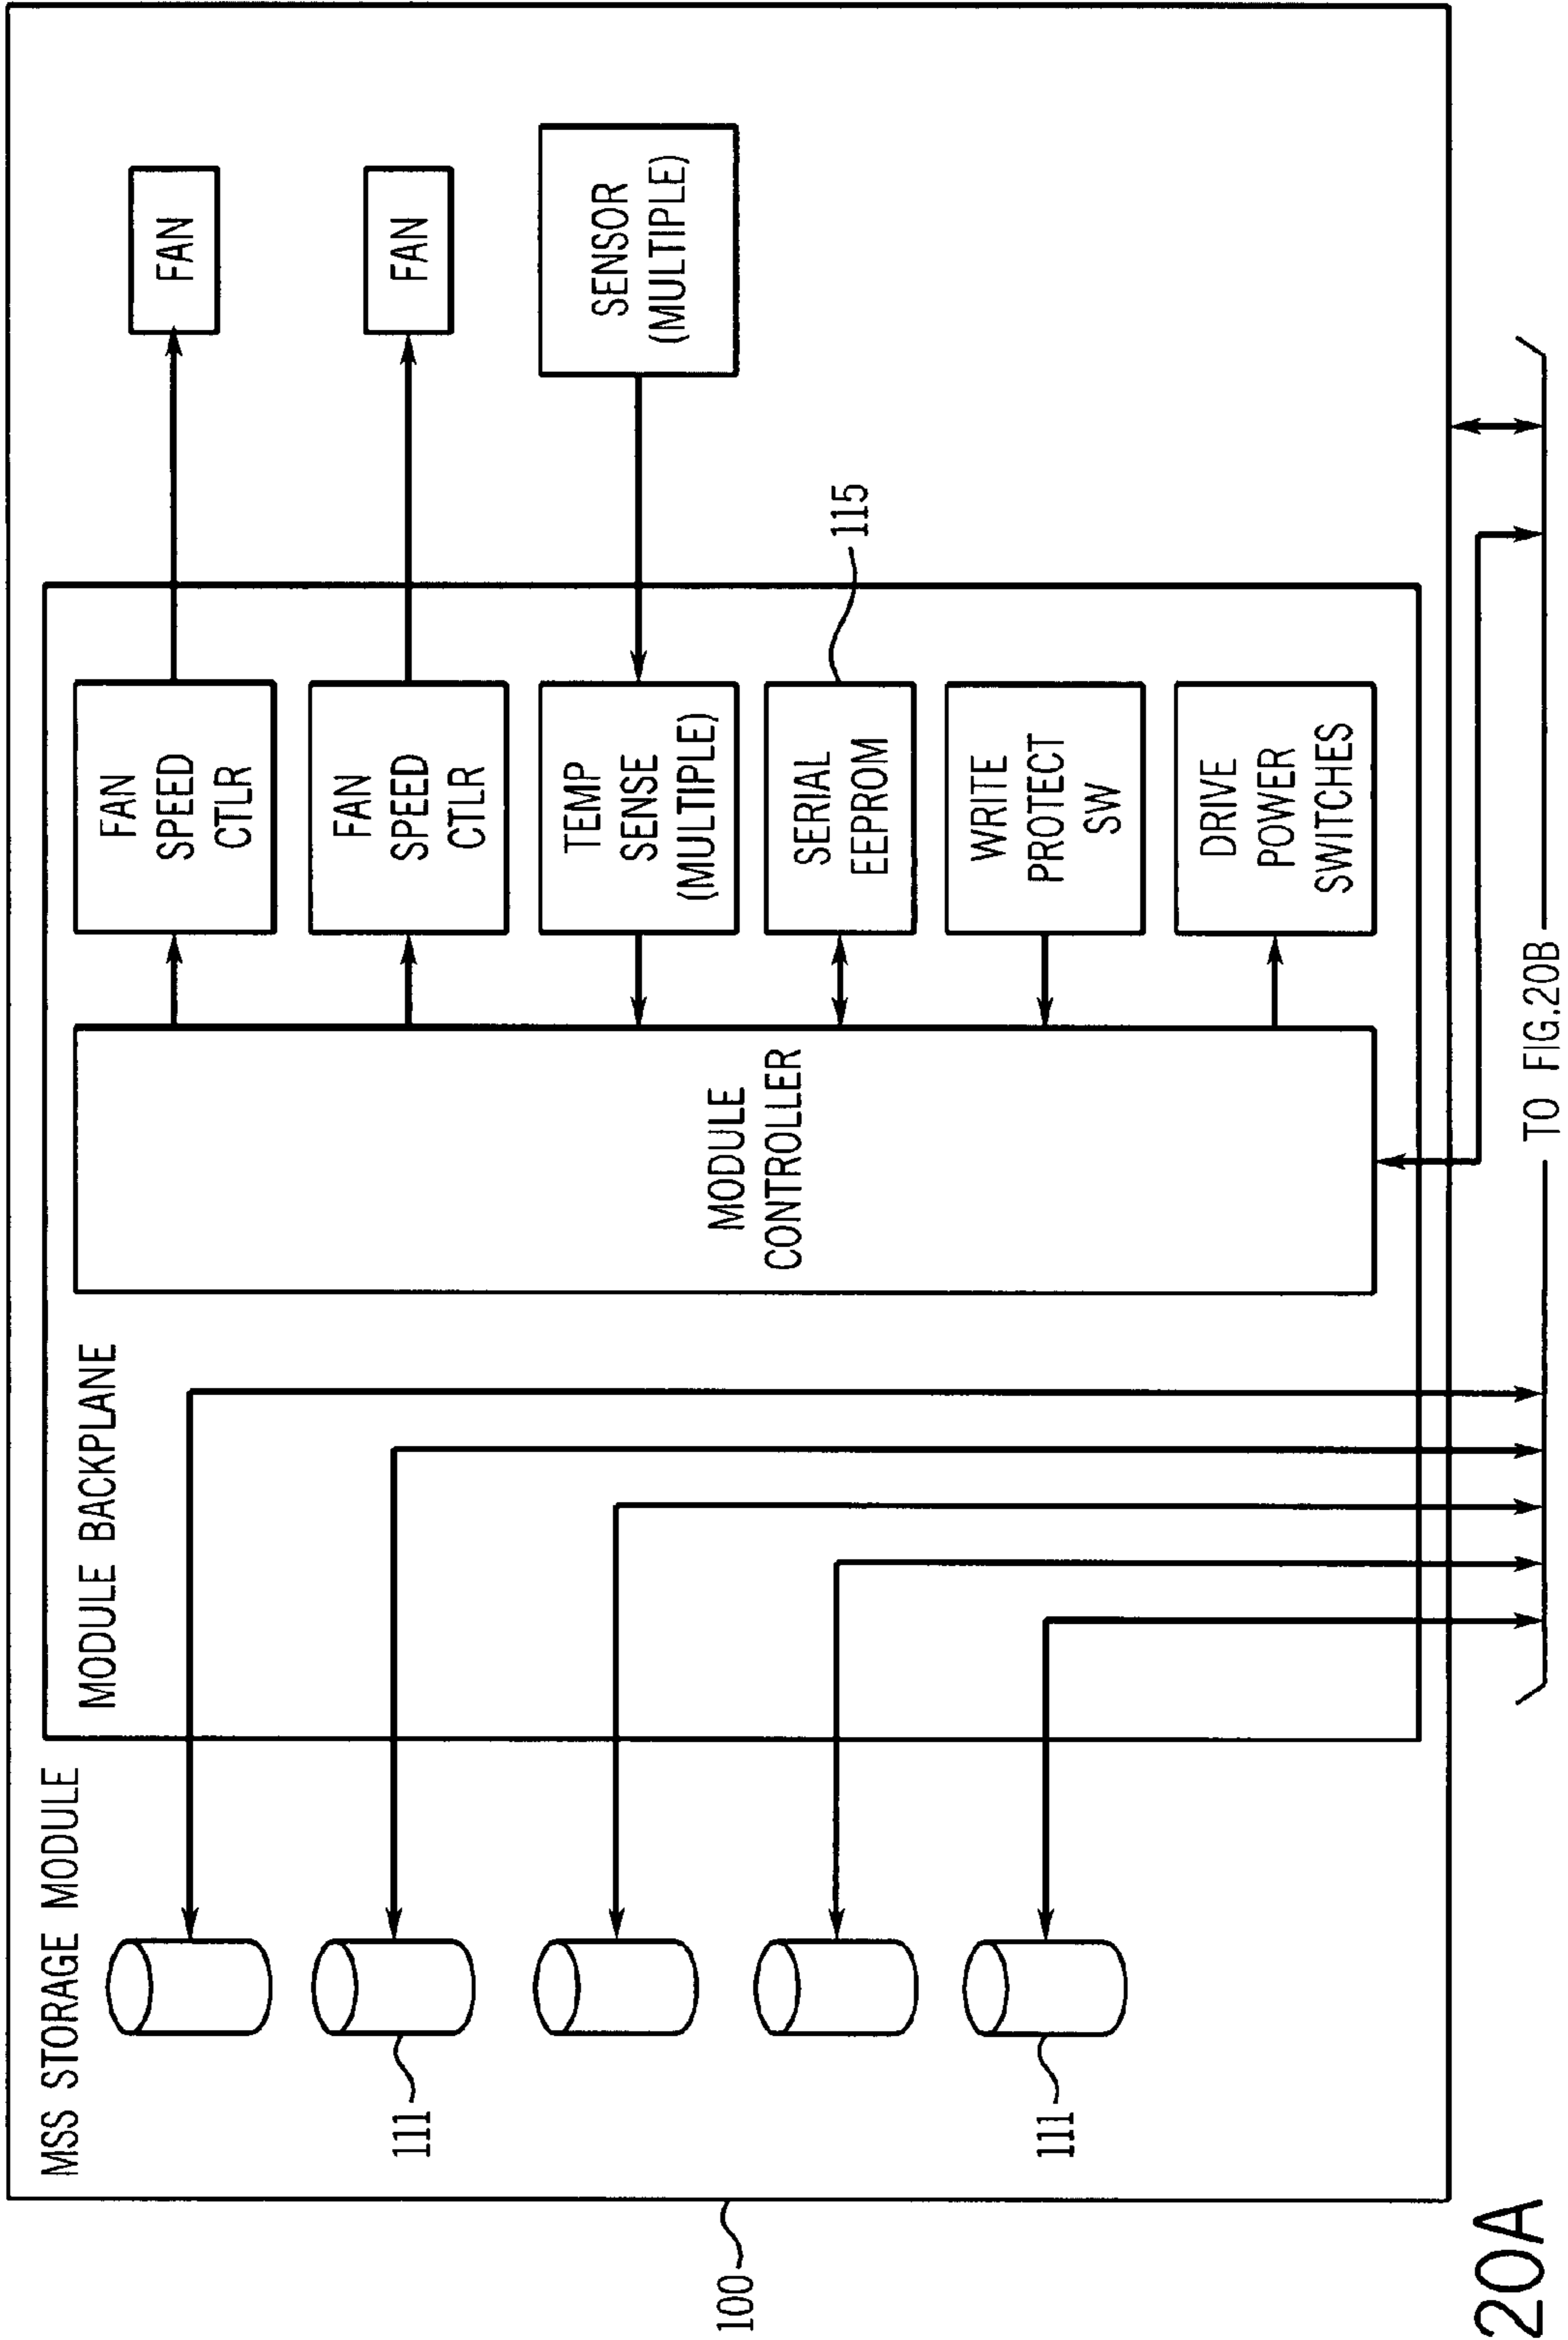 MSS STORAGE MODULE
MODULE BACKPLANE
111
111
100
MODULE
CONTROLLER
FAN
SPEED
CTLR
FAN
SPEED
CTLR
TEMP
SENSE
(MULTIPLE)
SERIAL
EEPROM
WRITE
PROTECT
SW
DRIVE
POWER
SWITCHES
115
FAN
FAN
SENSOR
(MULTIPLE)
TO FIG.20B
20A